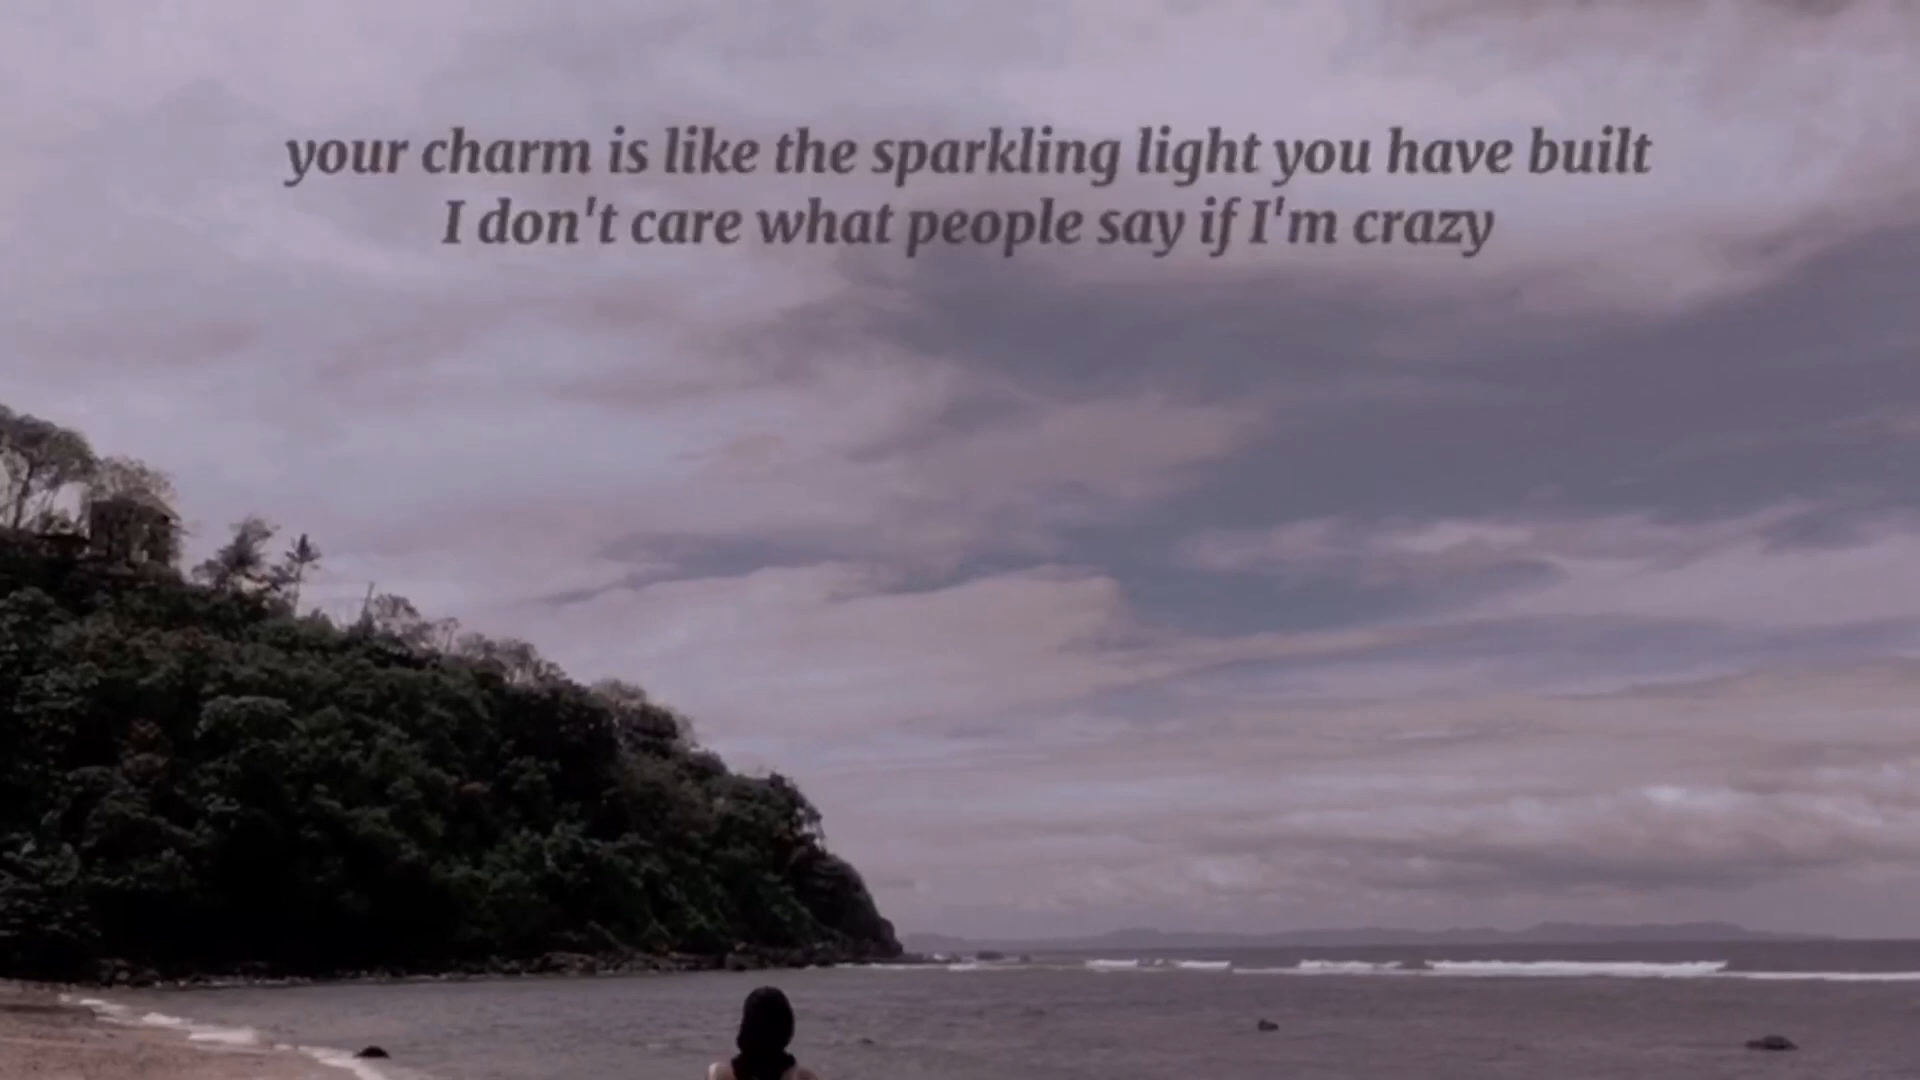 your charm is like the sparkling light you have built
I don't care what people say if I'm crazy